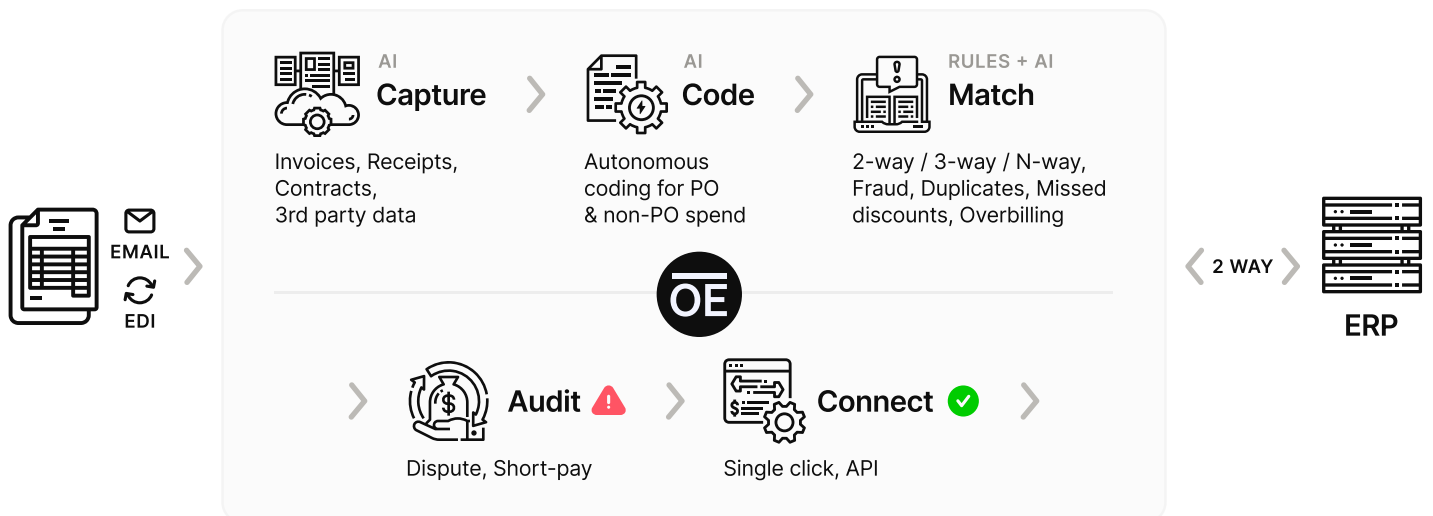 EMAIL
EDI
AI
Capture
Invoices, Receipts,
Contracts,
3rd party data
AI
Code
Autonomous
coding for PO
& non-PO spend
RULES + AI
Match
2-way / 3-way / N-way,
Fraud, Duplicates, Missed
discounts, Overbilling
OE
Audit
Dispute, Short-pay
Connect
Single click, API
2 WAY
ERP